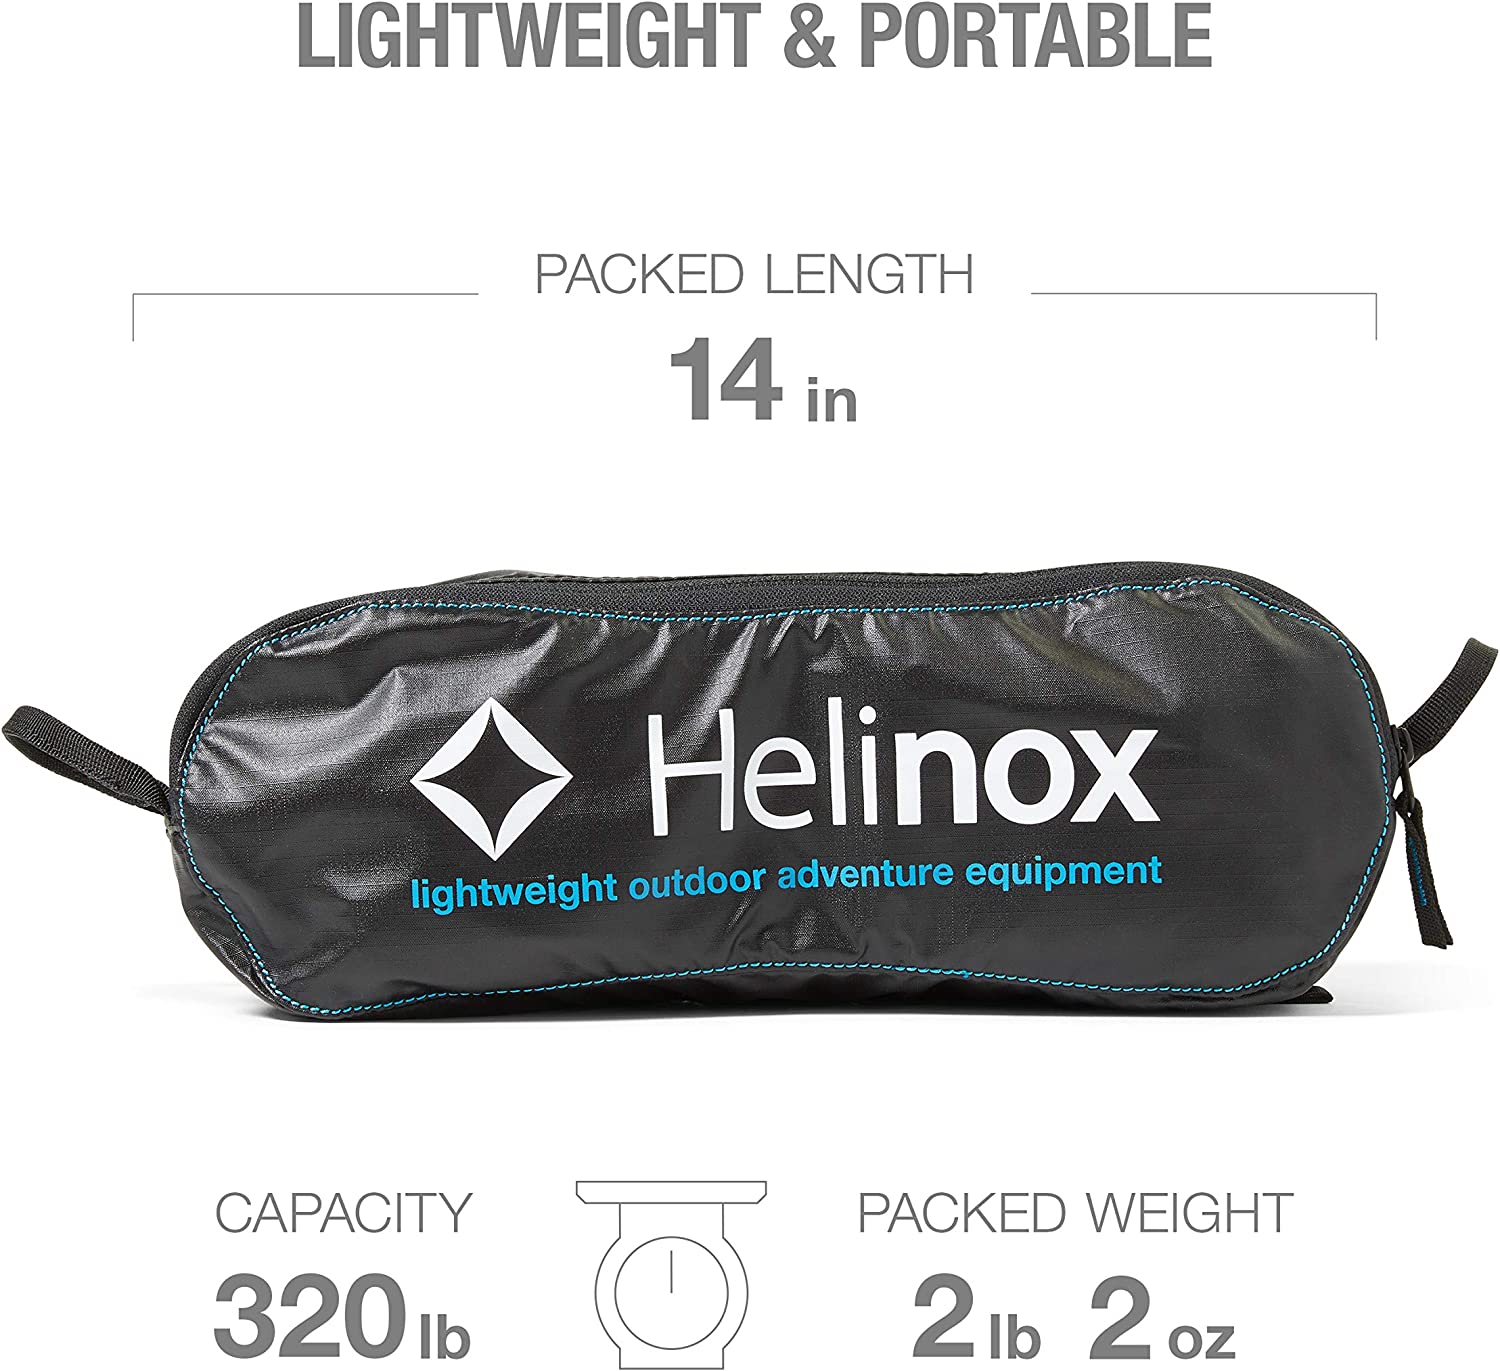 LIGHTWEIGHT & PORTABLE
PACKED LENGTH
14 in
Helinox
lightweight outdoor adventure equipment
CAPACITY
320 lb
PACKED WEIGHT
2 lb 2 oz